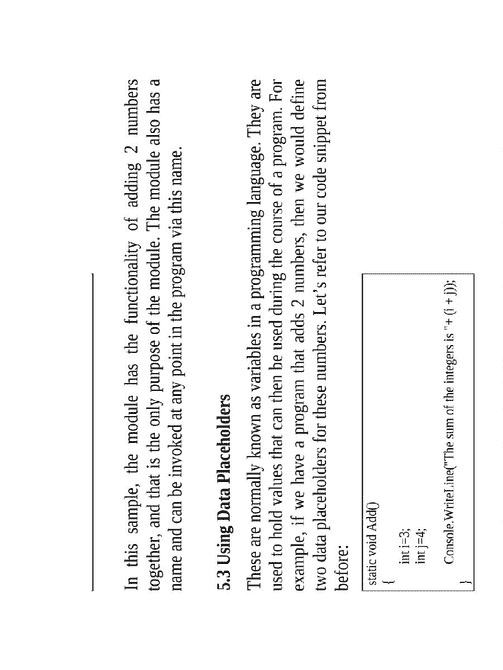 In this sample, the module has the functionality of adding 2 numbers
together, and that is the only purpose of the module. The module also has a
name and can be invoked at any point in the program via this name.
5.3 Using Data Placeholders
These are normally known as variables in a programming language. They are
used to hold values that can then be used during the course of a program. For
example, if we have a program that adds 2 numbers, then we would define
two data placeholders for these numbers. Let’s refer to our code snippet from
before:
static void Add()
{
int i=3;
int j=4;
Console.WriteLine("The sum of the integers is "+ (i + j));
}